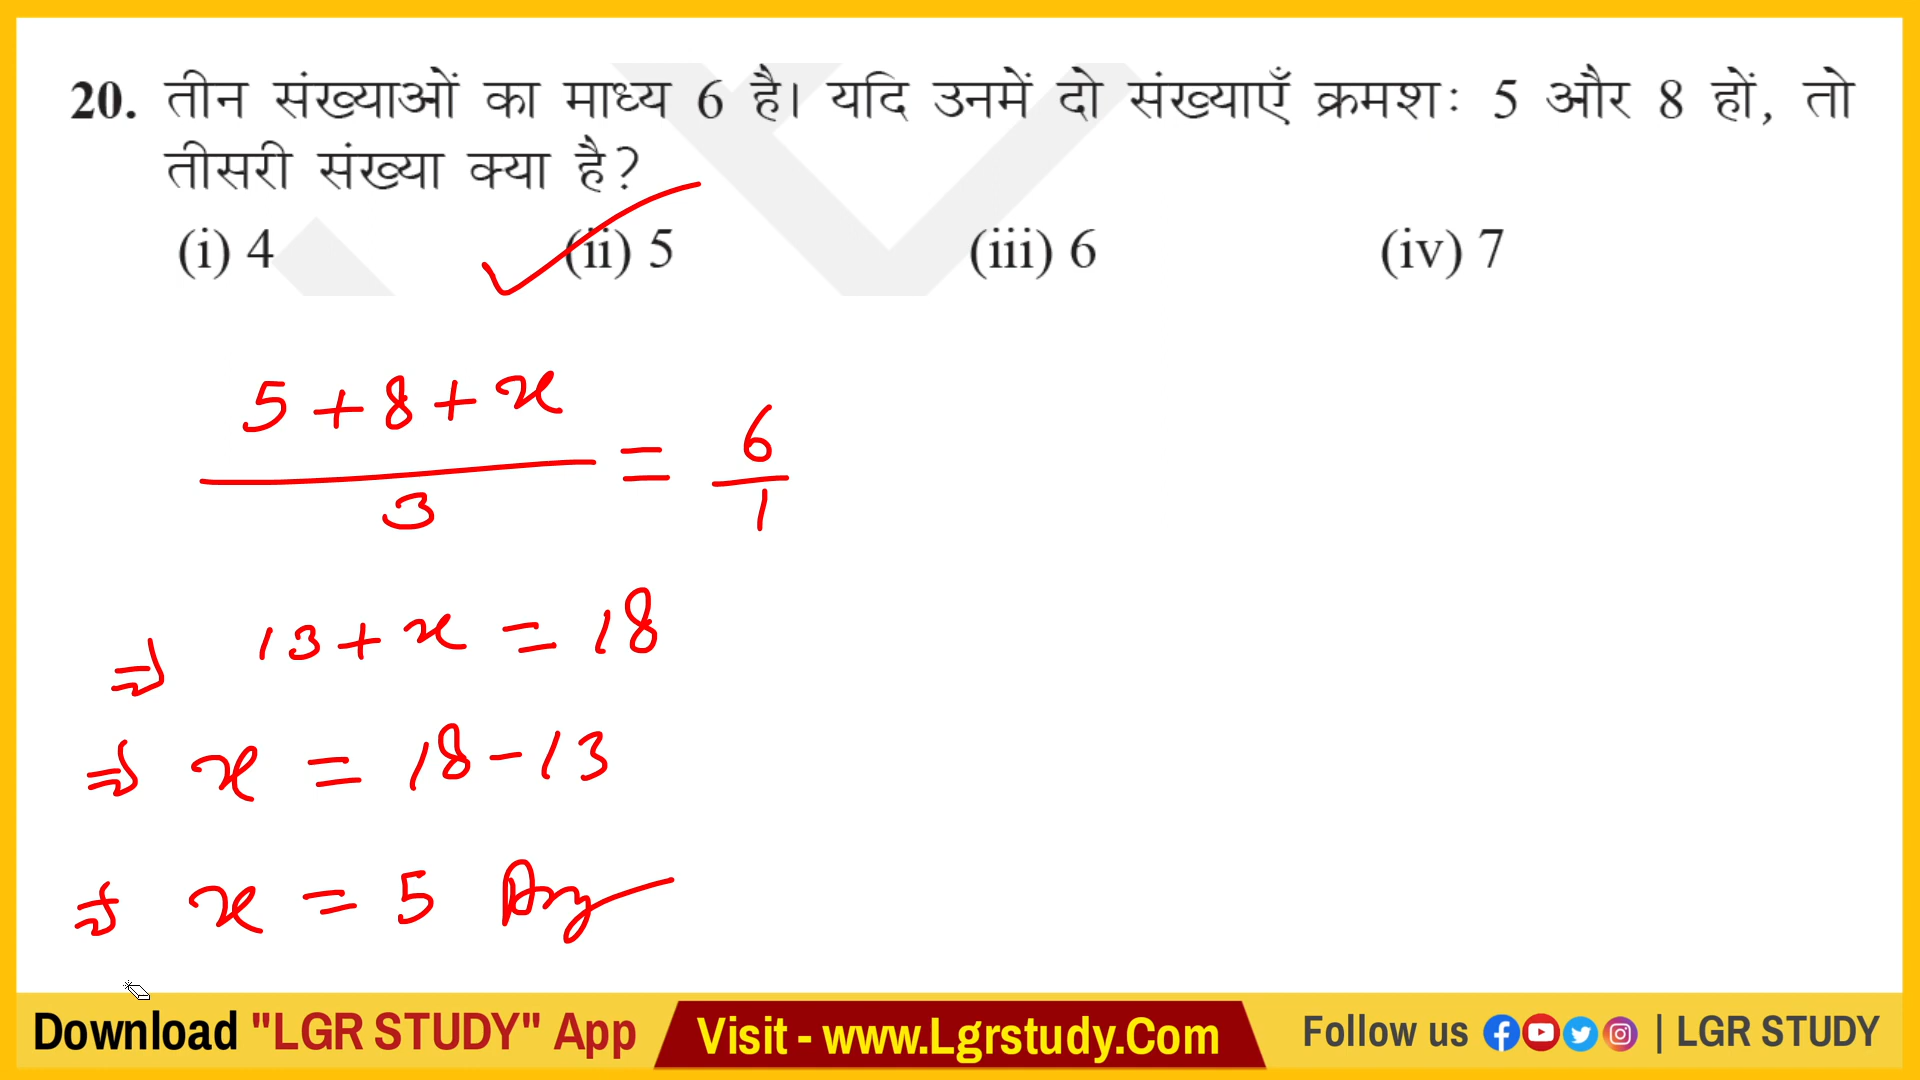 20. तीन संख्याओं का माध्य 6 है। यदि उनमें दो संख्याएँ क्रमशः 5 और 8 हों, तो
तीसरी संख्या क्या है?
(i) 4 (ii) 5 (iii) 6 (iv) 7
5 + 8 + x
3
=
6
1
⇒ 13 + x = 18
⇒ x = 18 - 13
⇒ x = 5 Ans
Download "LGR STUDY" App Visit - www.Lgrstudy.Com Follow us | LGR STUDY